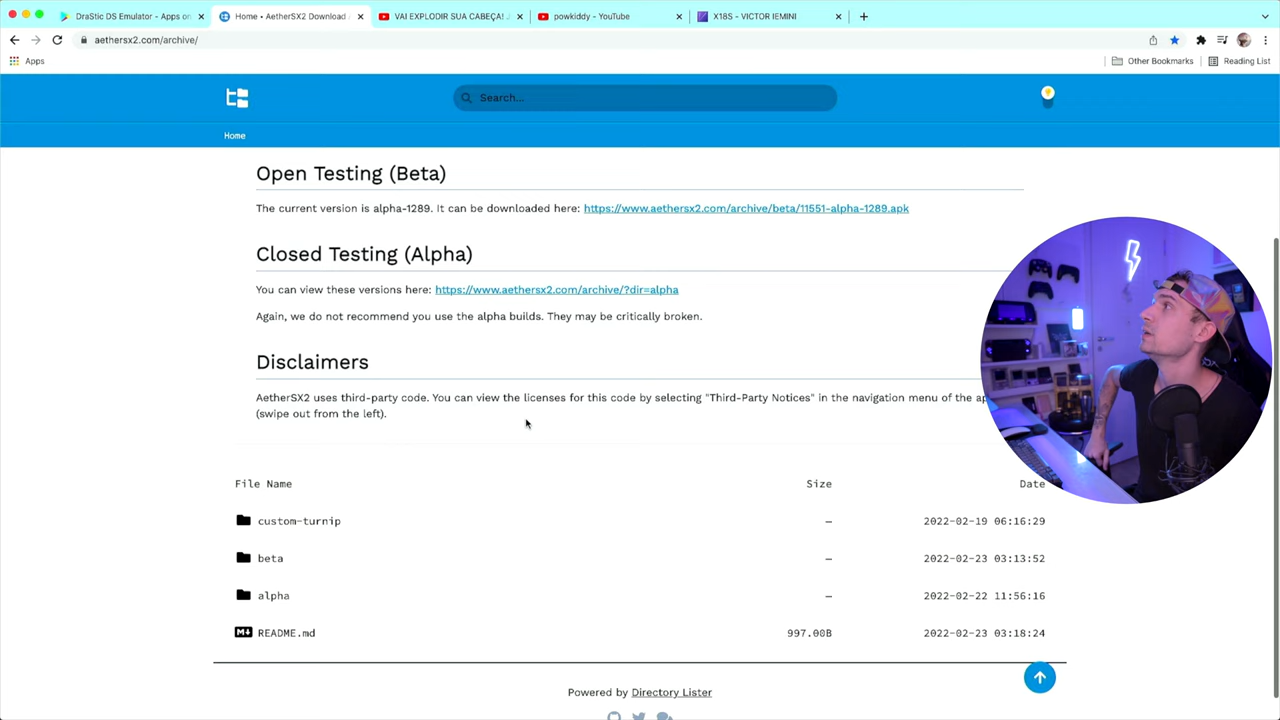 DraStic DS Emulator - Apps on
Home • AetherSX2 Download
VAI EXPLODIR SUA CABEÇA!
powkiddy - YouTube
X18S - VICTOR IEMINI
aethersx2.com/archive/
Apps
Other Bookmarks
Reading List
Search...
Home
Open Testing (Beta)
The current version is alpha-1289. It can be downloaded here: https://www.aethersx2.com/archive/beta/11551-alpha-1289.apk
Closed Testing (Alpha)
You can view these versions here: https://www.aethersx2.com/archive/?dir=alpha
Again, we do not recommend you use the alpha builds. They may be critically broken.
Disclaimers
AetherSX2 uses third-party code. You can view the licenses for this code by selecting "Third-Party Notices" in the navigation menu of the
(swipe out from the left).
File Name Size Date
custom-turnip — 2022-02-19 06:16:29
beta — 2022-02-23 03:13:52
alpha — 2022-02-22 11:56:16
README.md 997.00B 2022-02-23 03:18:24
Powered by Directory Lister